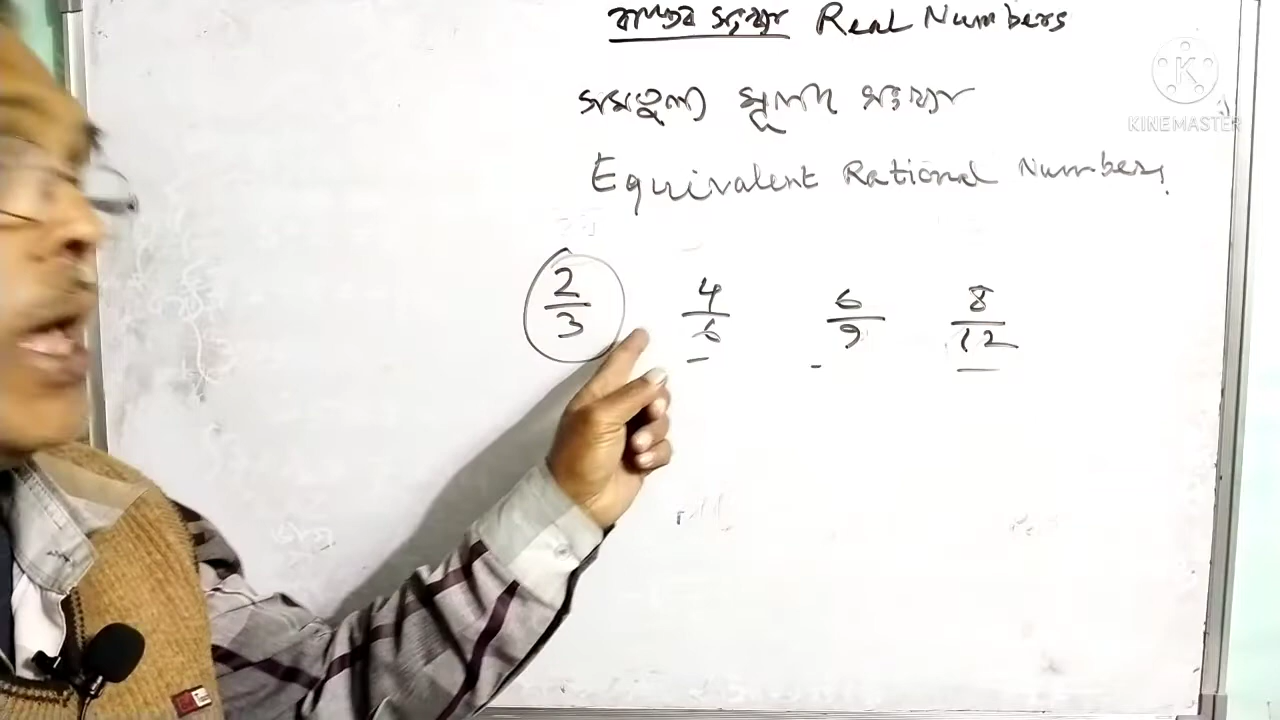 বাস্তব সংখ্যা Real Numbers
সমতুল্য মূলদ সংখ্যা
Equivalent Rational Numbers
2/3 4/6 6/9 8/12
KINEMASTER